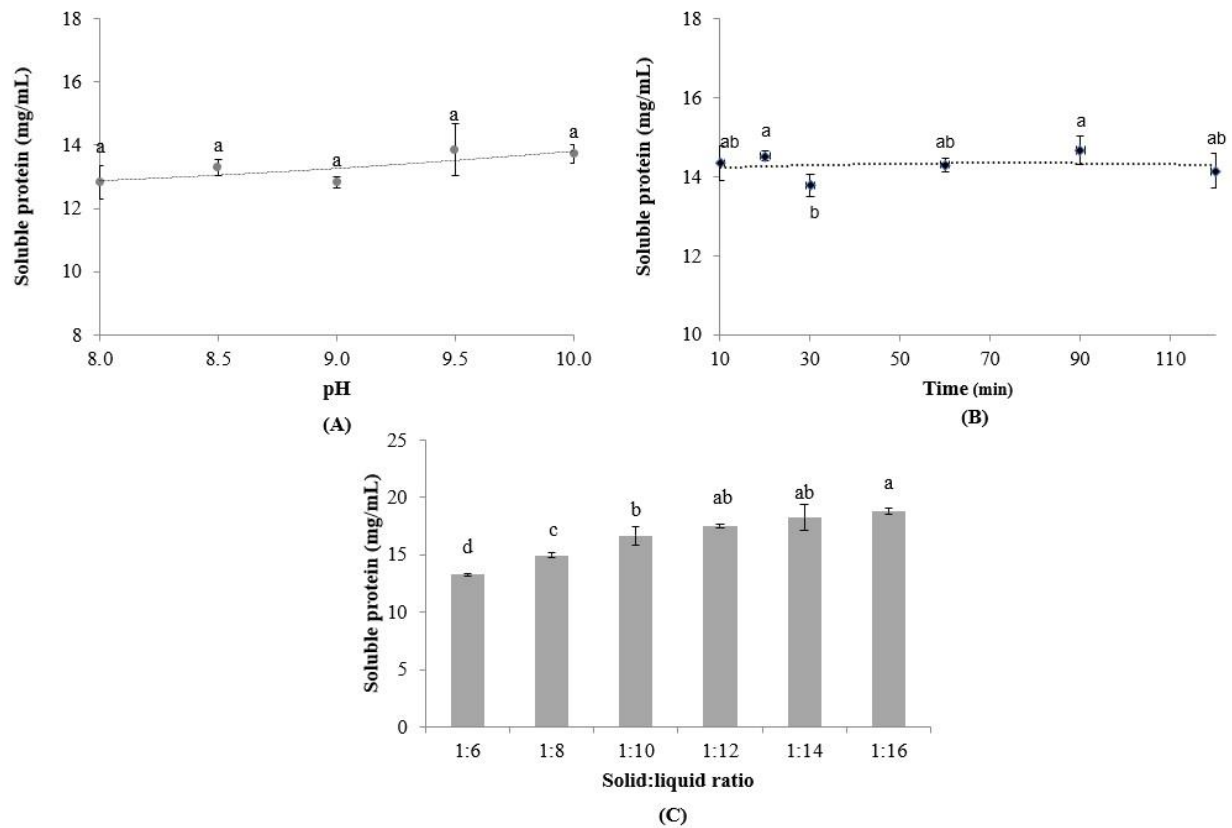 18
16
14
12
10
8
Soluble protein (mg/mL)
a
a
a
a
a
8.0 8.5 9.0 9.5 10.0
pH
(A)
18
16
14
12
10
Soluble protein (mg/mL)
ab
a
b
ab
a
ab
10 30 50 70 90 110
Time (min)
(B)
25
20
15
10
5
0
Soluble protein (mg/mL)
d
c
b
ab
ab
a
1:6 1:8 1:10 1:12 1:14 1:16
Solid:liquid ratio
(C)